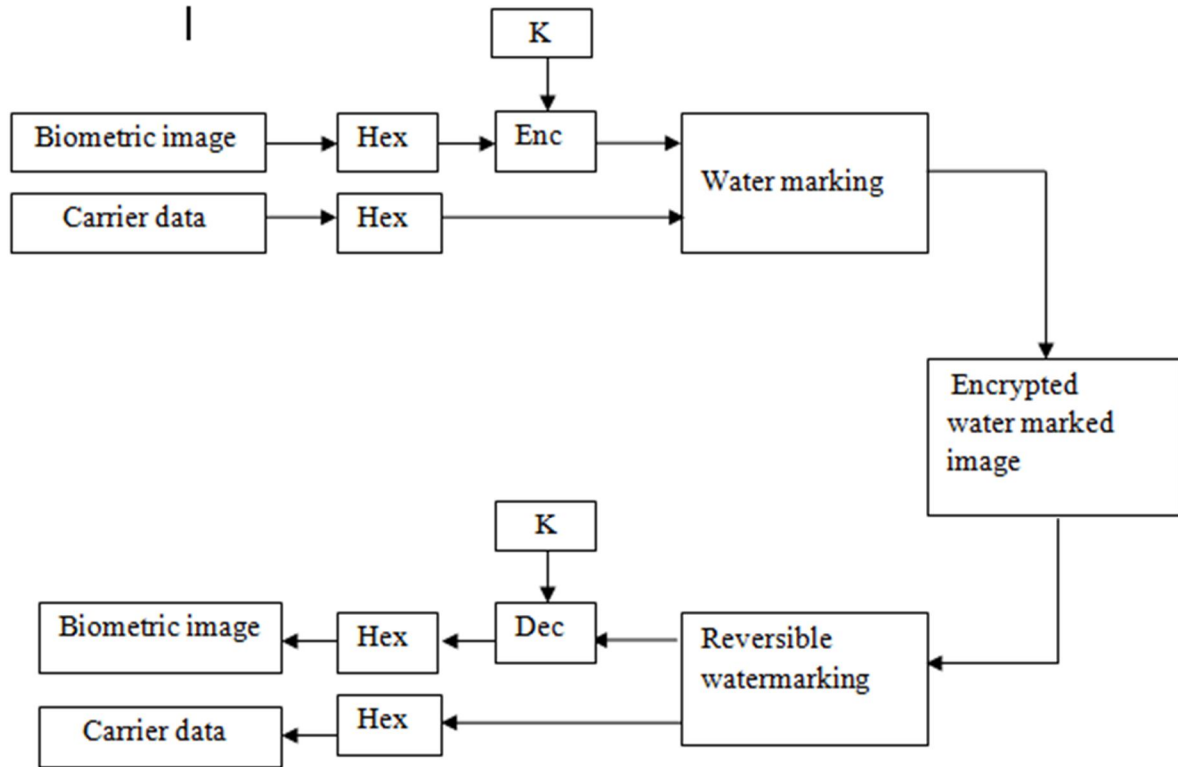 K
Biometric image
Hex
Enc
Water marking
Carrier data
Hex
Encrypted
water marked
image
K
Biometric image
Hex
Dec
Reversible
watermarking
Carrier data
Hex